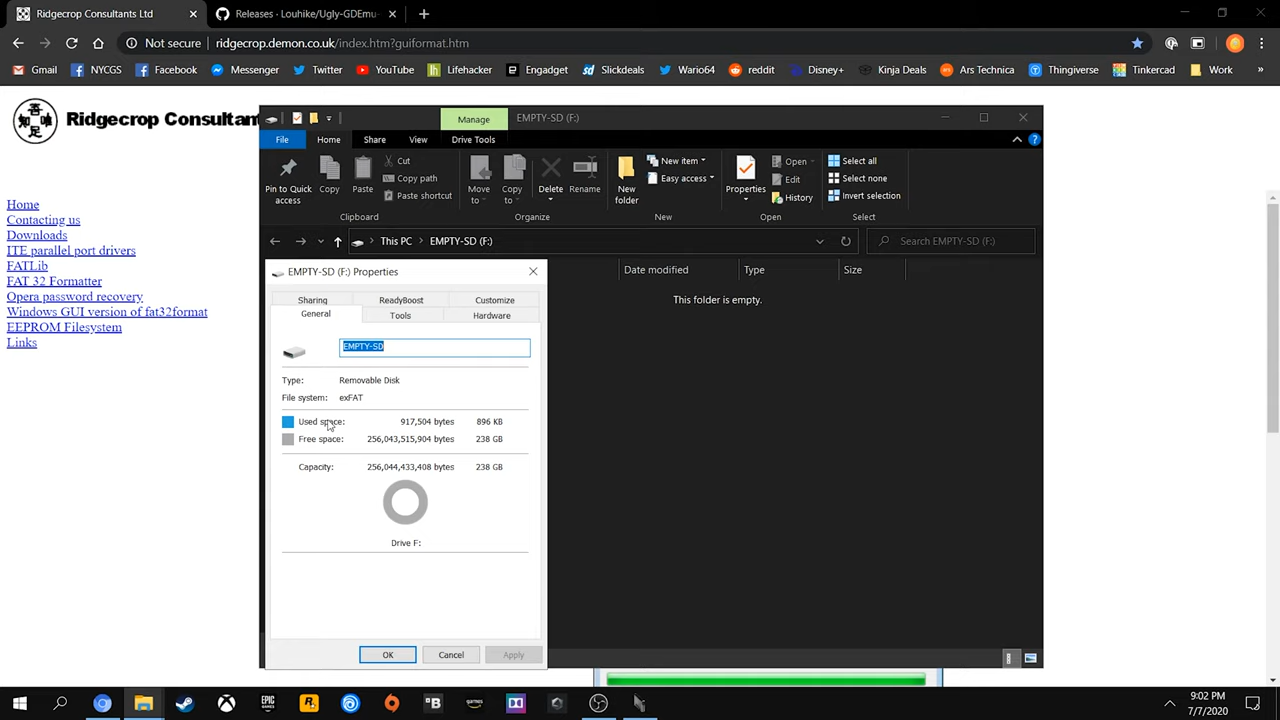 Ridgecrop Consultants Ltd
Releases · Louhike/Ugly-GDEmu-
Not secure
ridgecrop.demon.co.uk/index.htm?guiformat.htm
Gmail
NYCGS
Facebook
Messenger
Twitter
YouTube
Lifehacker
Engadget
Slickdeals
Wario64
reddit
Disney+
Kinja Deals
Ars Technica
Thingiverse
Tinkercad
Work
»
吾 唯 足 知
Ridgecrop Consultan
Home
Contacting us
Downloads
ITE parallel port drivers
FATLib
FAT 32 Formatter
Opera password recovery
Windows GUI version of fat32format
EEPROM Filesystem
Links
Manage
EMPTY-SD (F:)
File
Home
Share
View
Drive Tools
Pin to Quick access
Copy
Paste
Cut
Copy path
Paste shortcut
Clipboard
Move to
Copy to
Delete
Rename
Organize
New folder
New item
Easy access
New
Properties
Open
Edit
History
Open
Select all
Select none
Invert selection
Select
This PC
EMPTY-SD (F:)
Search EMPTY-SD (F:)
Date modified
Type
Size
This folder is empty.
EMPTY-SD (F:) Properties
Sharing
ReadyBoost
Customize
General
Tools
Hardware
EMPTY-SD
Type: Removable Disk
File system: exFAT
Used space: 917,504 bytes 896 KB
Free space: 256,043,515,904 bytes 238 GB
Capacity: 256,044,433,408 bytes 238 GB
Drive F:
OK
Cancel
Apply
EPIC GAMES
R
B
games
9:02 PM
7/7/2020